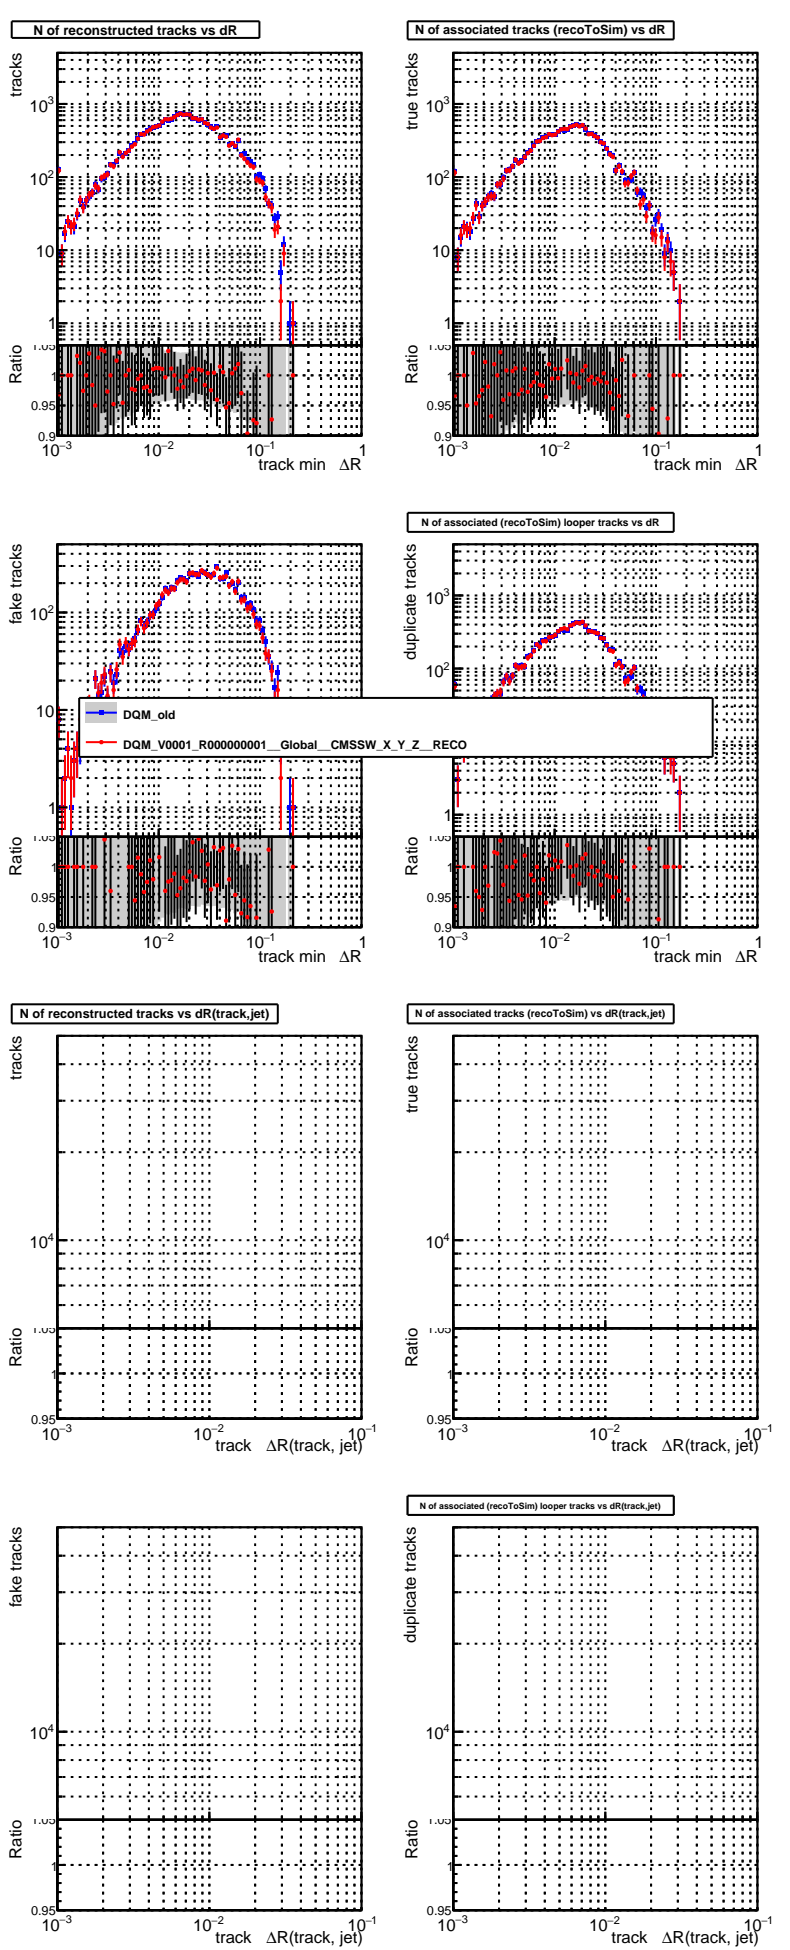 N of reconstructed tracks vs dR
tracks
10³
10²
10
1
Ratio
1.05
1
0.95
0.9
10⁻³ 10⁻² 10⁻¹ 1
track min ΔR
N of associated tracks (recoToSim) vs dR
true tracks
10³
10²
10
1
Ratio
1.05
1
0.95
0.9
10⁻³ 10⁻² 10⁻¹ 1
track min ΔR
fake tracks
10²
10
1
Ratio
1.05
1
0.95
0.9
10⁻³ 10⁻² 10⁻¹ 1
track min ΔR
N of associated (recoToSim) looper tracks vs dR
duplicate tracks
10³
10²
1
Ratio
1.05
1
0.95
0.9
10⁻³ 10⁻² 10⁻¹ 1
track min ΔR
DQM_old
DQM_V0001_R000000001__Global__CMSSW_X_Y_Z__RECO
N of reconstructed tracks vs dR(track,jet)
tracks
10⁴
Ratio
1.05
1
0.95
10⁻³ 10⁻² 10⁻¹
track ΔR(track, jet)
N of associated tracks (recoToSim) vs dR(track,jet)
true tracks
10⁴
Ratio
1.05
1
0.95
10⁻³ 10⁻² 10⁻¹
track ΔR(track, jet)
fake tracks
10⁴
Ratio
1.05
1
0.95
10⁻³ 10⁻² 10⁻¹
track ΔR(track, jet)
N of associated (recoToSim) looper tracks vs dR(track,jet)
duplicate tracks
10⁴
Ratio
1.05
1
0.95
10⁻³ 10⁻² 10⁻¹
track ΔR(track, jet)